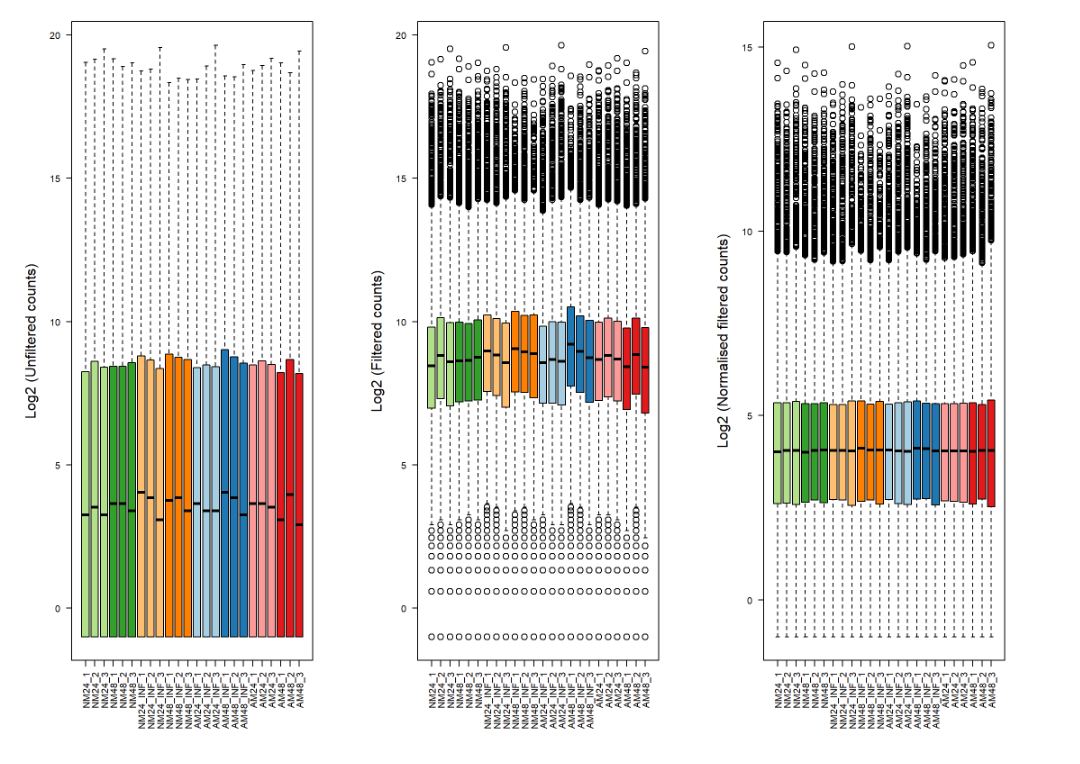 Log2 (Unfiltered counts)
20
15
10
5
0
NM24_1
NM24_2
NM24_3
NM48_1
NM48_2
NM48_3
NM24_INF_1
NM24_INF_2
NM24_INF_3
NM48_INF_1
NM48_INF_2
NM48_INF_3
AM24_INF_1
AM24_INF_2
AM24_INF_3
AM48_INF_1
AM48_INF_2
AM48_INF_3
AM24_1
AM24_2
AM24_3
AM48_1
AM48_2
AM48_3
Log2 (Filtered counts)
20
15
10
5
0
NM24_1
NM24_2
NM24_3
NM48_1
NM48_2
NM48_3
NM24_INF_1
NM24_INF_2
NM24_INF_3
NM48_INF_1
NM48_INF_2
NM48_INF_3
AM24_INF_1
AM24_INF_2
AM24_INF_3
AM48_INF_1
AM48_INF_2
AM48_INF_3
AM24_1
AM24_2
AM24_3
AM48_1
AM48_2
AM48_3
Log2 (Normalised filtered counts)
15
10
5
0
NM24_1
NM24_2
NM24_3
NM48_1
NM48_2
NM48_3
NM24_INF_1
NM24_INF_2
NM24_INF_3
NM48_INF_1
NM48_INF_2
NM48_INF_3
AM24_INF_1
AM24_INF_2
AM24_INF_3
AM48_INF_1
AM48_INF_2
AM48_INF_3
AM24_1
AM24_2
AM24_3
AM48_1
AM48_2
AM48_3